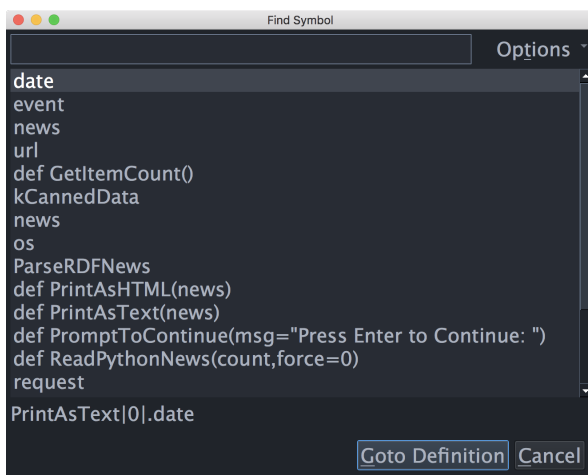 Find Symbol
Options
date
event
news
url
def GetItemCount()
kCannedData
news
os
ParseRDFNews
def PrintAsHTML(news)
def PrintAsText(news)
def PromptToContinue(msg="Press Enter to Continue: ")
def ReadPythonNews(count,force=0)
request
PrintAsText|0|.date
Goto Definition Cancel